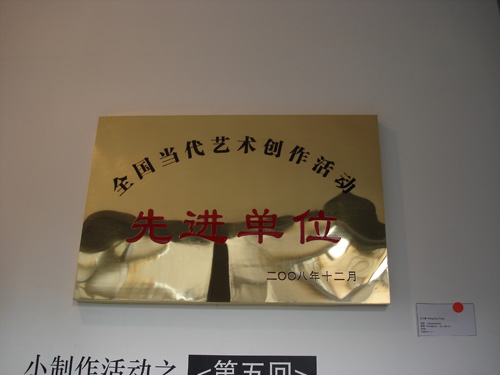 全国当代艺术创作活动
先进单位
二〇〇八年十二月
小制作活动之
<第五回>